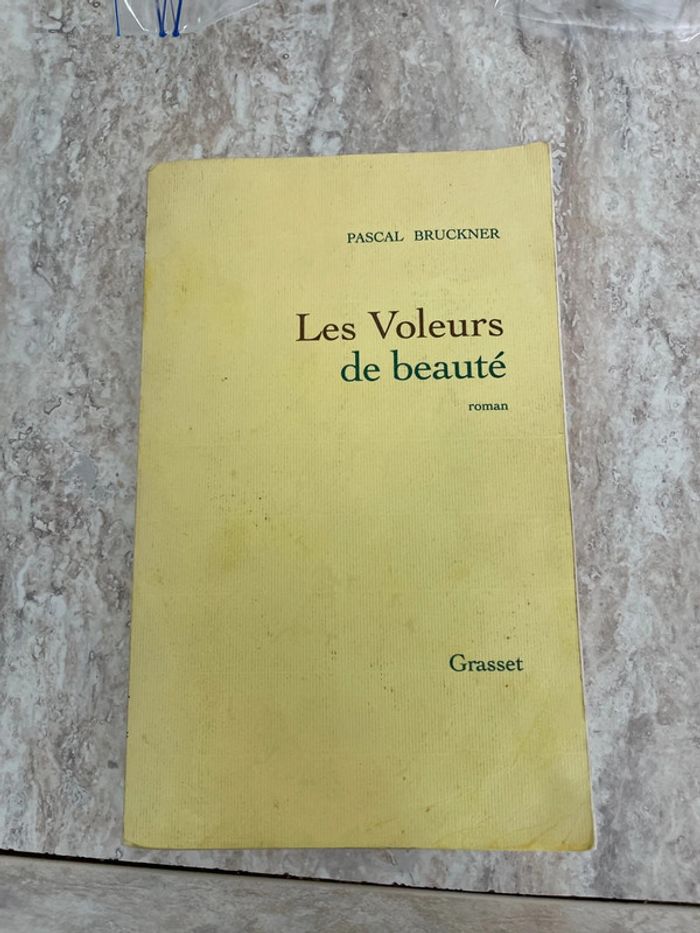 PASCAL BRUCKNER
Les Voleurs
de beauté
roman
Grasset